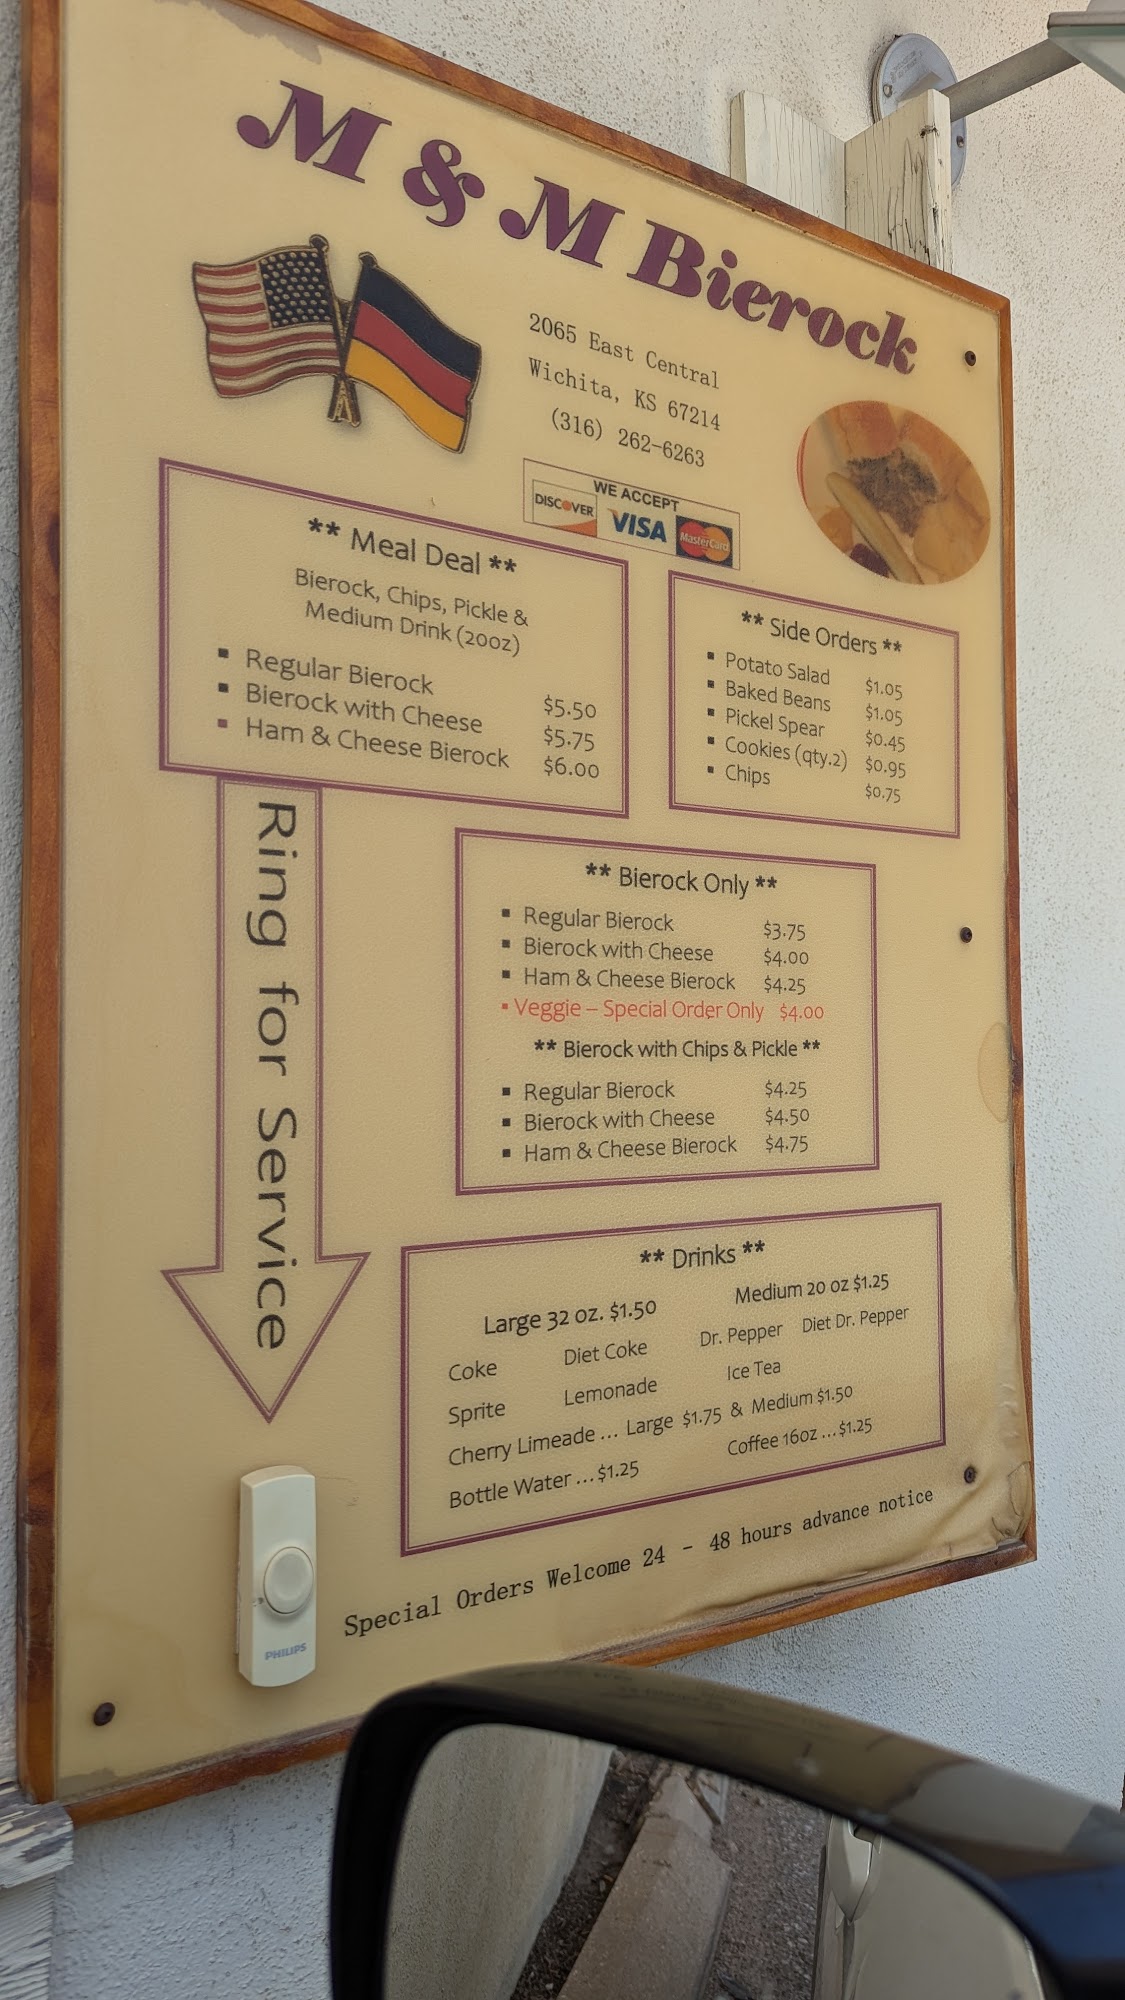 M & M Bierock
2065 East Central
Wichita, KS 67214
(316) 262-6263
WE ACCEPT
DISCOVER VISA MasterCard
** Meal Deal **
Bierock, Chips, Pickle &
Medium Drink (20oz)
▪ Regular Bierock $5.50
▪ Bierock with Cheese $5.75
▪ Ham & Cheese Bierock $6.00
** Side Orders **
▪ Potato Salad $1.05
▪ Baked Beans $1.05
▪ Pickel Spear $0.45
▪ Cookies (qty.2) $0.95
▪ Chips $0.75
Ring for Service
** Bierock Only **
▪ Regular Bierock $3.75
▪ Bierock with Cheese $4.00
▪ Ham & Cheese Bierock $4.25
▪ Veggie – Special Order Only $4.00
** Bierock with Chips & Pickle **
▪ Regular Bierock $4.25
▪ Bierock with Cheese $4.50
▪ Ham & Cheese Bierock $4.75
** Drinks **
Large 32 oz. $1.50 Medium 20 oz $1.25
Coke Diet Coke Dr. Pepper Diet Dr. Pepper
Sprite Lemonade Ice Tea
Cherry Limeade ... Large $1.75 & Medium $1.50
Bottle Water ... $1.25 Coffee 16oz ... $1.25
Special Orders Welcome 24 - 48 hours advance notice
PHILIPS